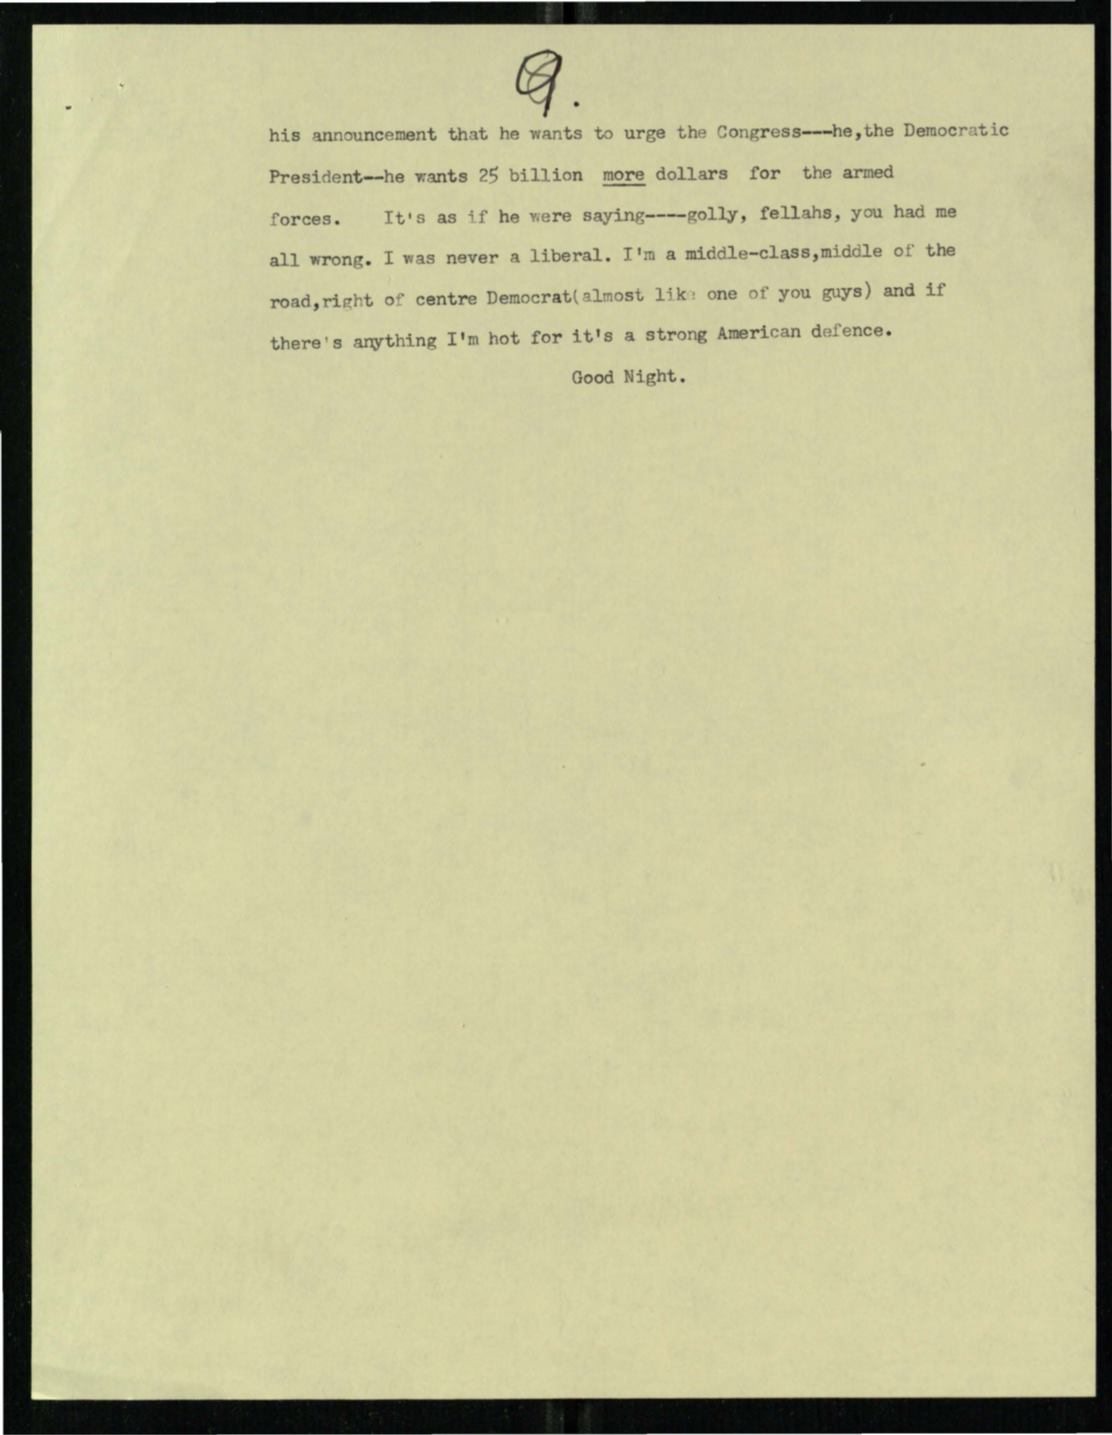 9.
his announcement that he wants to urge the Congress---he,the Democratic
President--he wants 25 billion more dollars for the armed
forces. It's as if he were saying----golly, fellahs, you had me
all wrong. I was never a liberal. I'm a middle-class,middle of the
road,right of centre Democrat(almost like one of you guys) and if
there's anything I'm hot for it's a strong American defence.
Good Night.